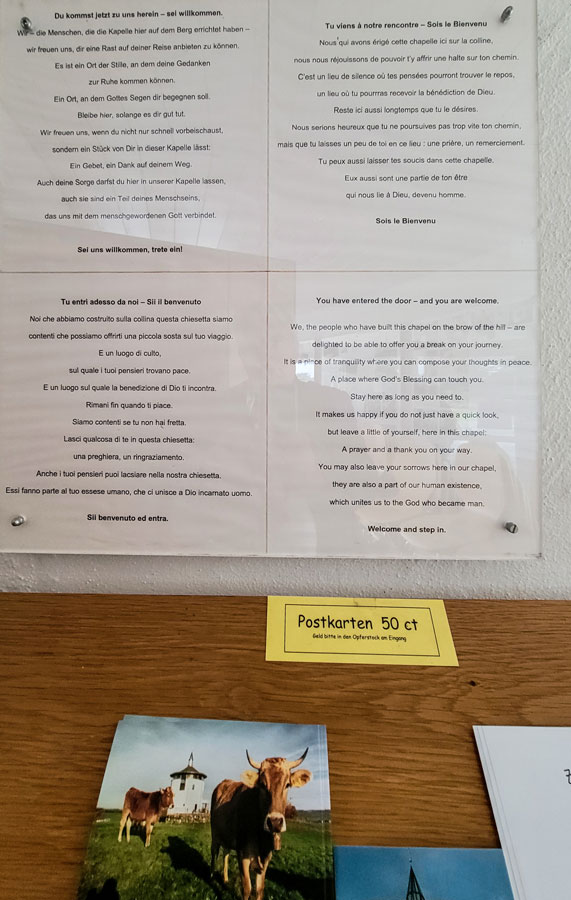 Du kommst jetzt zu uns herein – sei willkommen.
Wir – die Menschen, die die Kapelle hier auf dem Berg errichtet haben –
wir freuen uns, dir eine Rast auf deiner Reise anbieten zu können.
Es ist ein Ort der Stille, an dem deine Gedanken
zur Ruhe kommen können.
Ein Ort, an dem Gottes Segen dir begegnen soll.
Bleibe hier, solange es dir gut tut.
Wir freuen uns, wenn du nicht nur schnell vorbeischaust,
sondern ein Stück von Dir in dieser Kapelle lässt:
Ein Gebet, ein Dank auf deinem Weg.
Auch deine Sorge darfst du hier in unserer Kapelle lassen,
auch sie sind ein Teil deines Menschseins,
das uns mit dem menschgewordenen Gott verbindet.
Sei uns willkommen, trete ein!
Tu viens à notre rencontre – Sois le Bienvenu
Nous qui avons érigé cette chapelle ici sur la colline,
nous nous réjouissons de pouvoir t'y affrir une halte sur ton chemin.
C'est un lieu de silence où tes pensées pourront trouver le repos,
un lieu où tu pourrras recevoir la bénédiction de Dieu.
Reste ici aussi longtemps que tu le désires.
Nous serions heureux que tu ne poursuives pas trop vite ton chemin,
mais que tu laisses un peu de toi en ce lieu : une prière, un remerciement.
Tu peux aussi laisser tes soucis dans cette chapelle.
Eux aussi sont une partie de ton être
qui nous lie à Dieu, devenu homme.
Sois le Bienvenu
Tu entri adesso da noi – Sii il benvenuto
Noi che abbiamo costruito sulla collina questa chiesetta siamo
contenti che possiamo offrirti una piccola sosta sul tuo viaggio.
E un luogo di culto,
sul quale i tuoi pensieri trovano pace.
E un luogo sul quale la benedizione di Dio ti incontra.
Rimani fin quando ti piace.
Siamo contenti se tu non hai fretta.
Lasci qualcosa di te in questa chiesetta:
una preghiera, un ringraziamento.
Anche i tuoi pensieri puoi lacsiare nella nostra chiesetta.
Essi fanno parte al tuo essere umano, che ci unisce a Dio incarnato uomo.
Sii benvenuto ed entra.
You have entered the door – and you are welcome.
We, the people who have built this chapel on the brow of the hill – are
delighted to be able to offer you a break on your journey.
It is a piece of tranquility where you can compose your thoughts in peace.
A place where God's Blessing can touch you.
Stay here as long as you need to.
It makes us happy if you do not just have a quick look,
but leave a little of yourself, here in this chapel:
A prayer and a thank you on your way.
You may also leave your sorrows here in our chapel,
they are also a part of our human existence,
which unites us to the God who became man.
Welcome and step in.
Postkarten 50 ct
Geld bitte in den Opferstock am Eingang